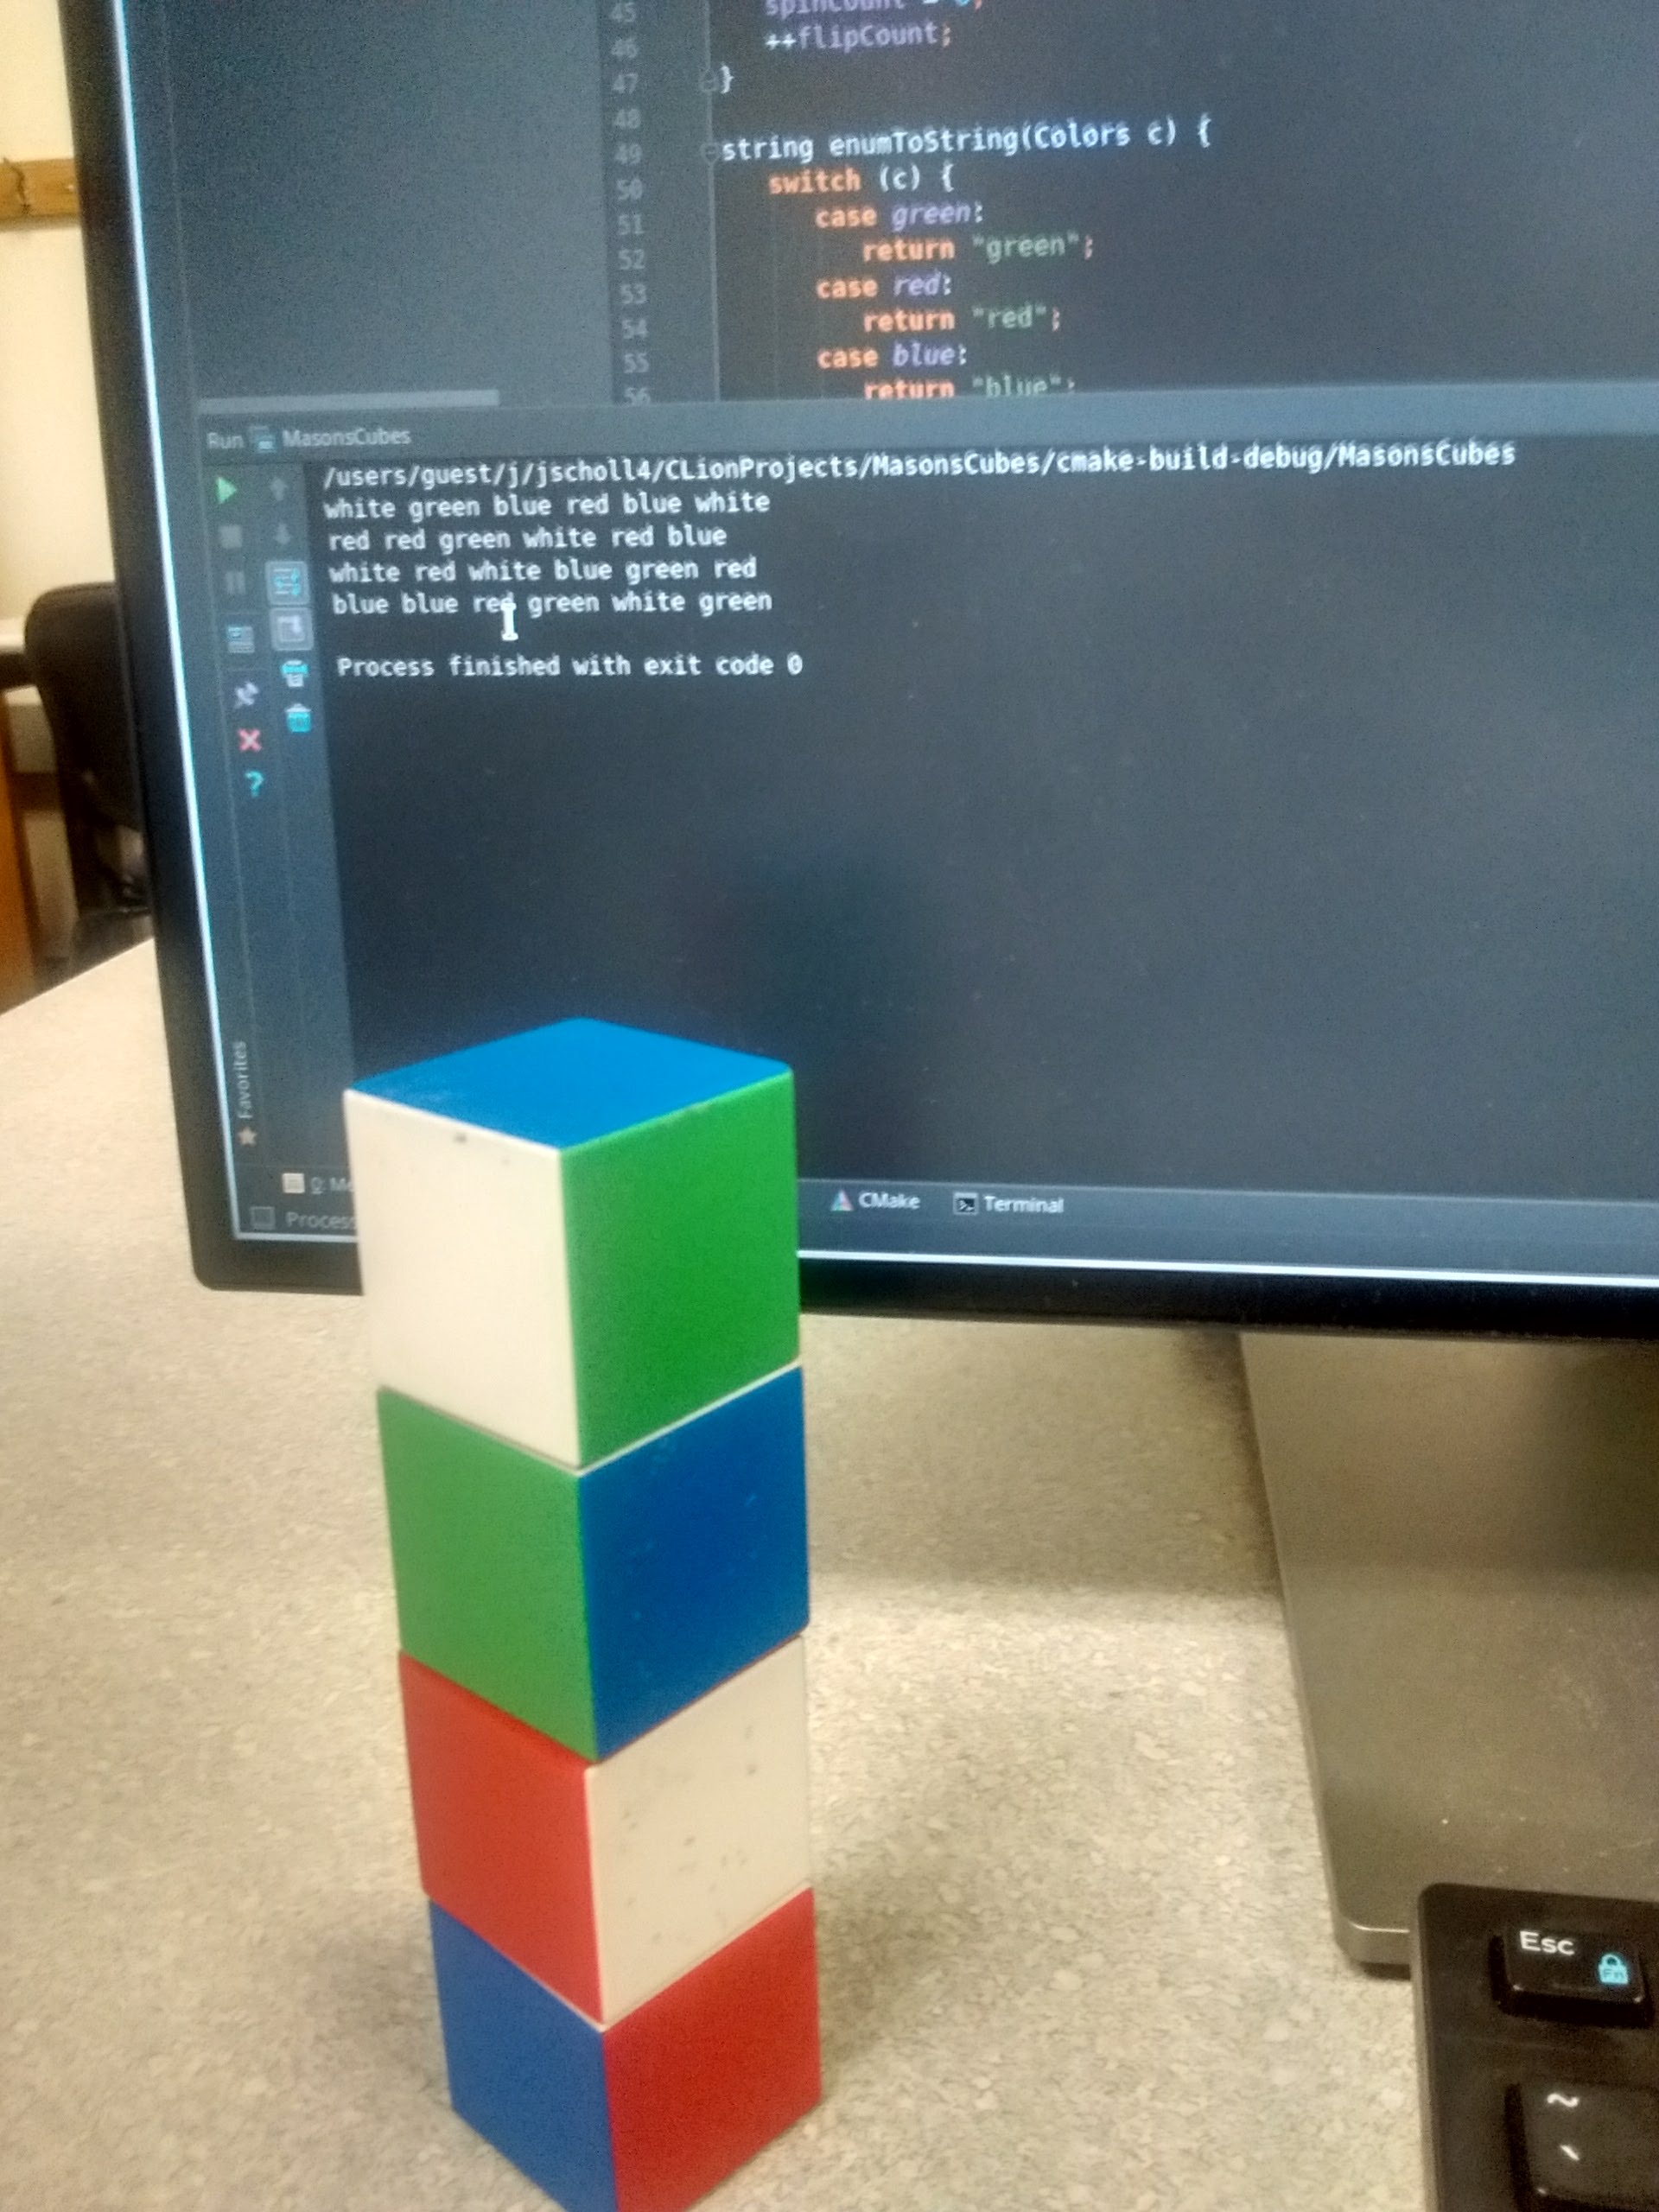 45
46 ++flipCount;
47 }
48
49 string enumToString(Colors c) {
50 switch (c) {
51 case green:
52 return "green";
53 case red:
54 return "red";
55 case blue:
56 return "blue";
Run MasonsCubes
/users/guest/j/jscholl4/CLionProjects/MasonsCubes/cmake-build-debug/MasonsCubes
white green blue red blue white
red red green white red blue
white red white blue green red
blue blue red green white green
Process finished with exit code 0
?
Favorites
CMake Terminal
Esc
Fn
~